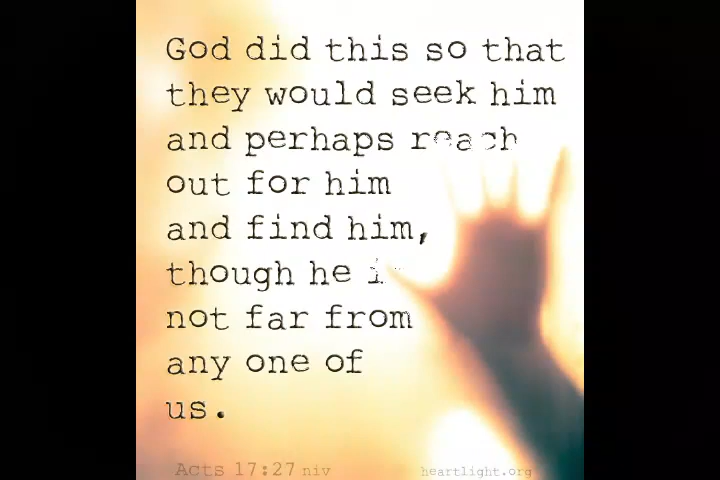 God did this so that
they would seek him
and perhaps reach
out for him
and find him,
though he is
not far from
any one of
us.
Acts 17:27 niv
heartlight.org